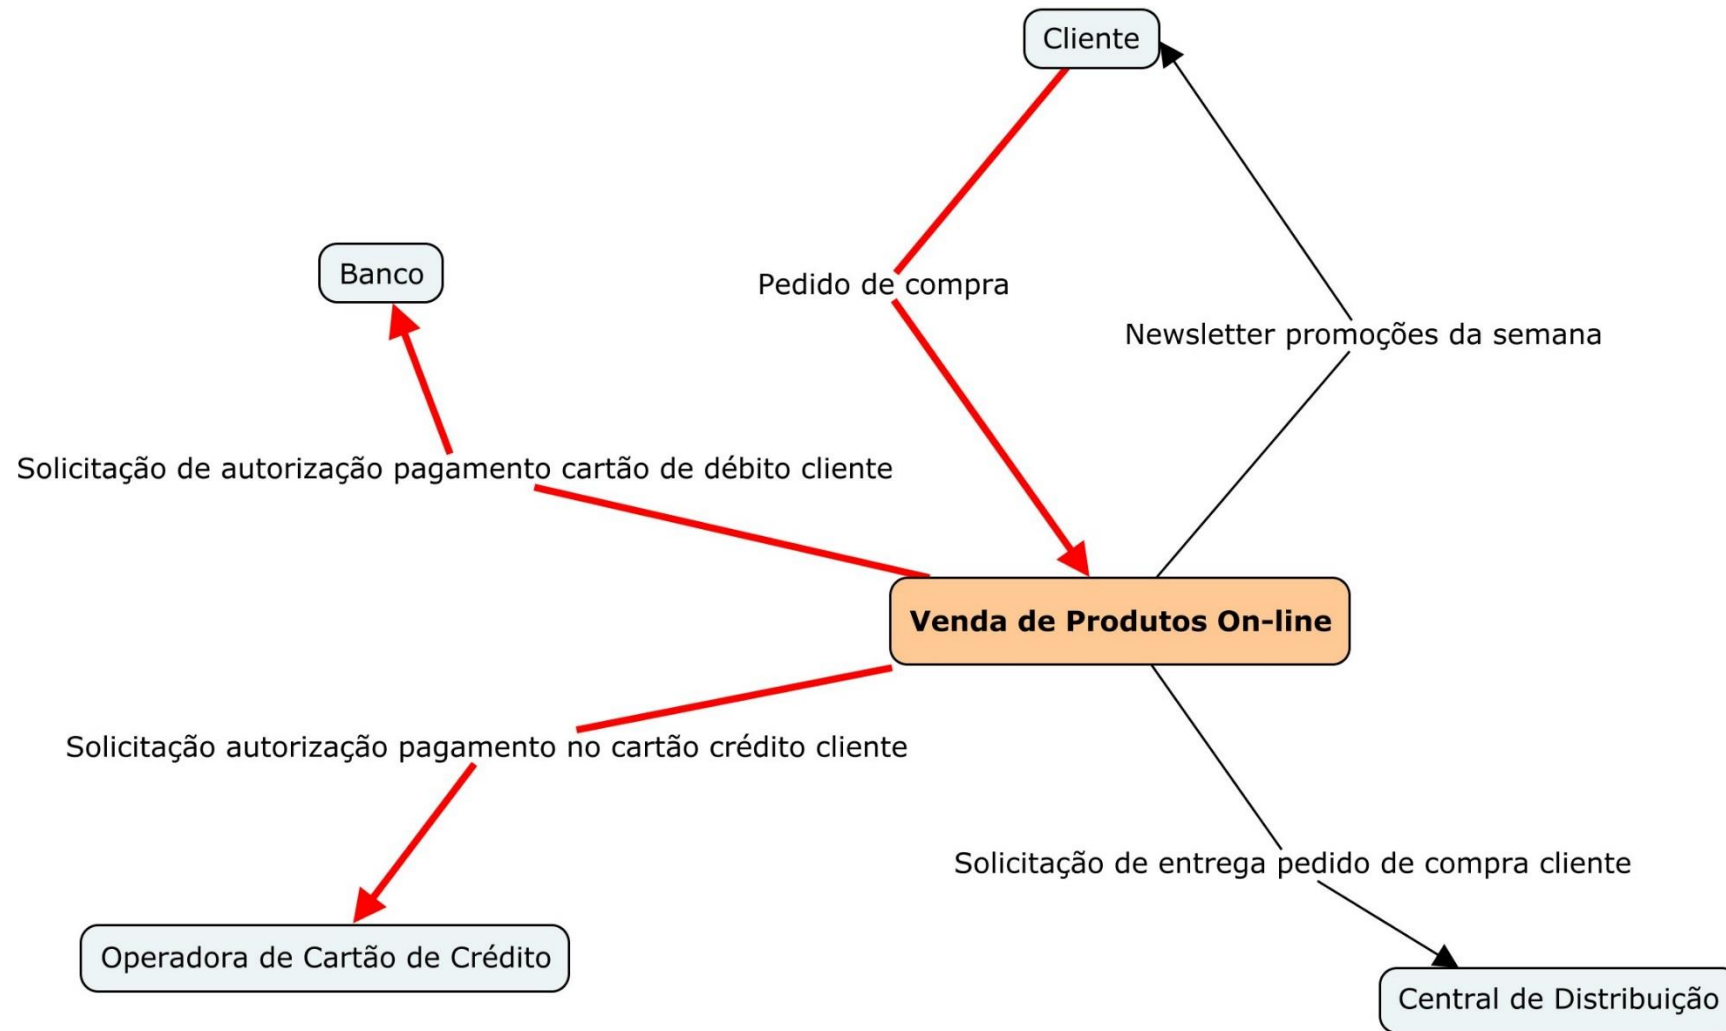 Cliente
Banco
Pedido de compra
Newsletter promoções da semana
Solicitação de autorização pagamento cartão de débito cliente
Venda de Produtos On-line
Solicitação autorização pagamento no cartão crédito cliente
Solicitação de entrega pedido de compra cliente
Operadora de Cartão de Crédito
Central de Distribuição